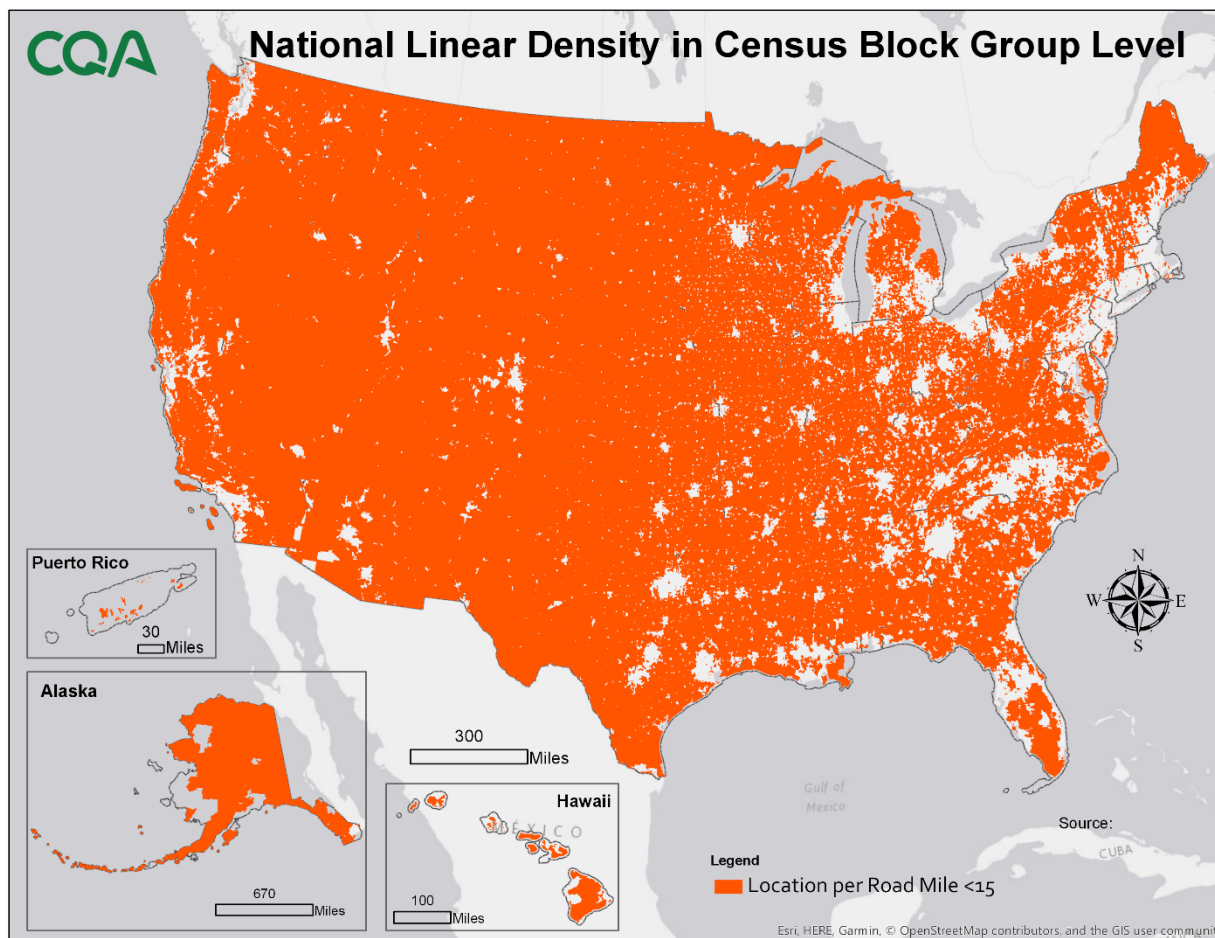 CQA
National Linear Density in Census Block Group Level
Puerto Rico
30
Miles
Alaska
670
Miles
300
Miles
Hawaii
MÉXICO
100
Miles
N
W E
S
Gulf of
Mexico
Source:
CUBA
Legend
Location per Road Mile <15
Esri, HERE, Garmin, © OpenStreetMap contributors, and the GIS user communit